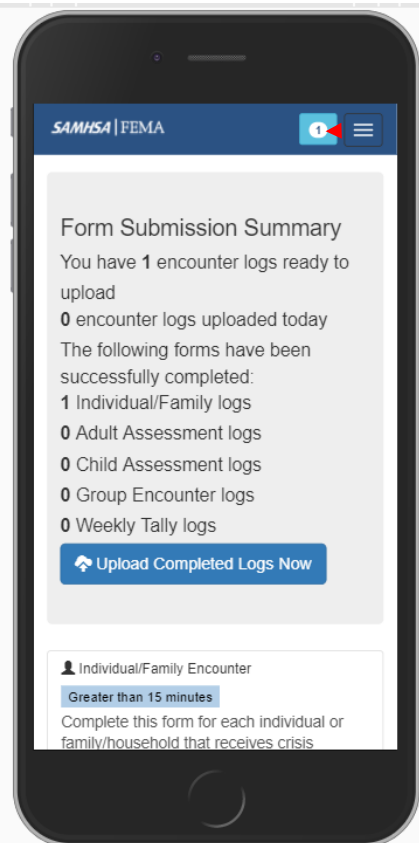 SAMHSA | FEMA
1
Form Submission Summary
You have 1 encounter logs ready to
upload
0 encounter logs uploaded today
The following forms have been
successfully completed:
1 Individual/Family logs
0 Adult Assessment logs
0 Child Assessment logs
0 Group Encounter logs
0 Weekly Tally logs
Upload Completed Logs Now
Individual/Family Encounter
Greater than 15 minutes
Complete this form for each individual or
family/household that receives crisis